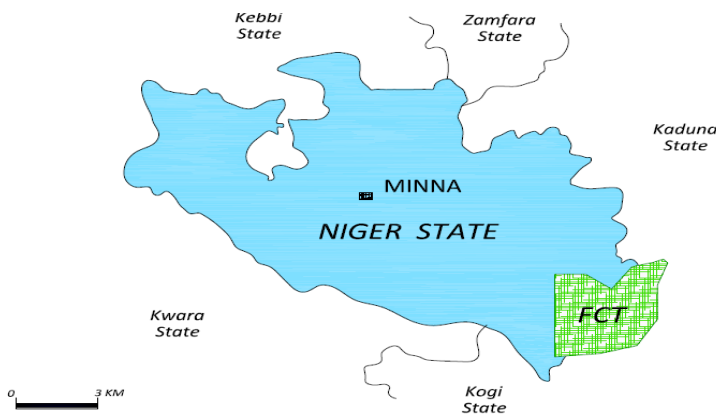 Kebbi
State
Zamfara
State
Kaduna
State
MINNA
NIGER STATE
FCT
Kwara
State
Kogi
State
0 3 KM